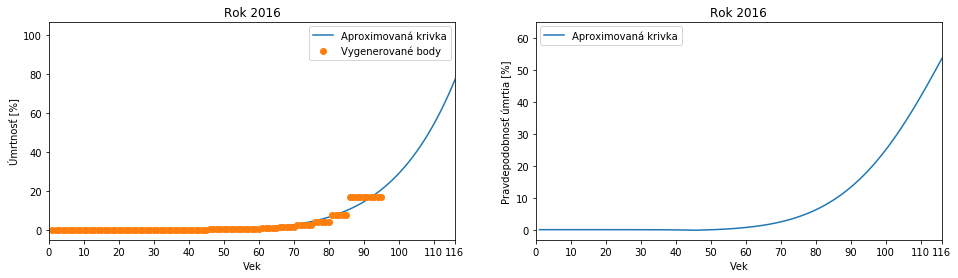 Rok 2016
Aproximovaná krivka
Vygenerované body
Úmrtnosť [%]
100
80
60
40
20
0
0 10 20 30 40 50 60 70 80 90 100 110 116
Vek
Rok 2016
Aproximovaná krivka
Pravdepodobnosť úmrtia [%]
60
50
40
30
20
10
0
0 10 20 30 40 50 60 70 80 90 100 110 116
Vek